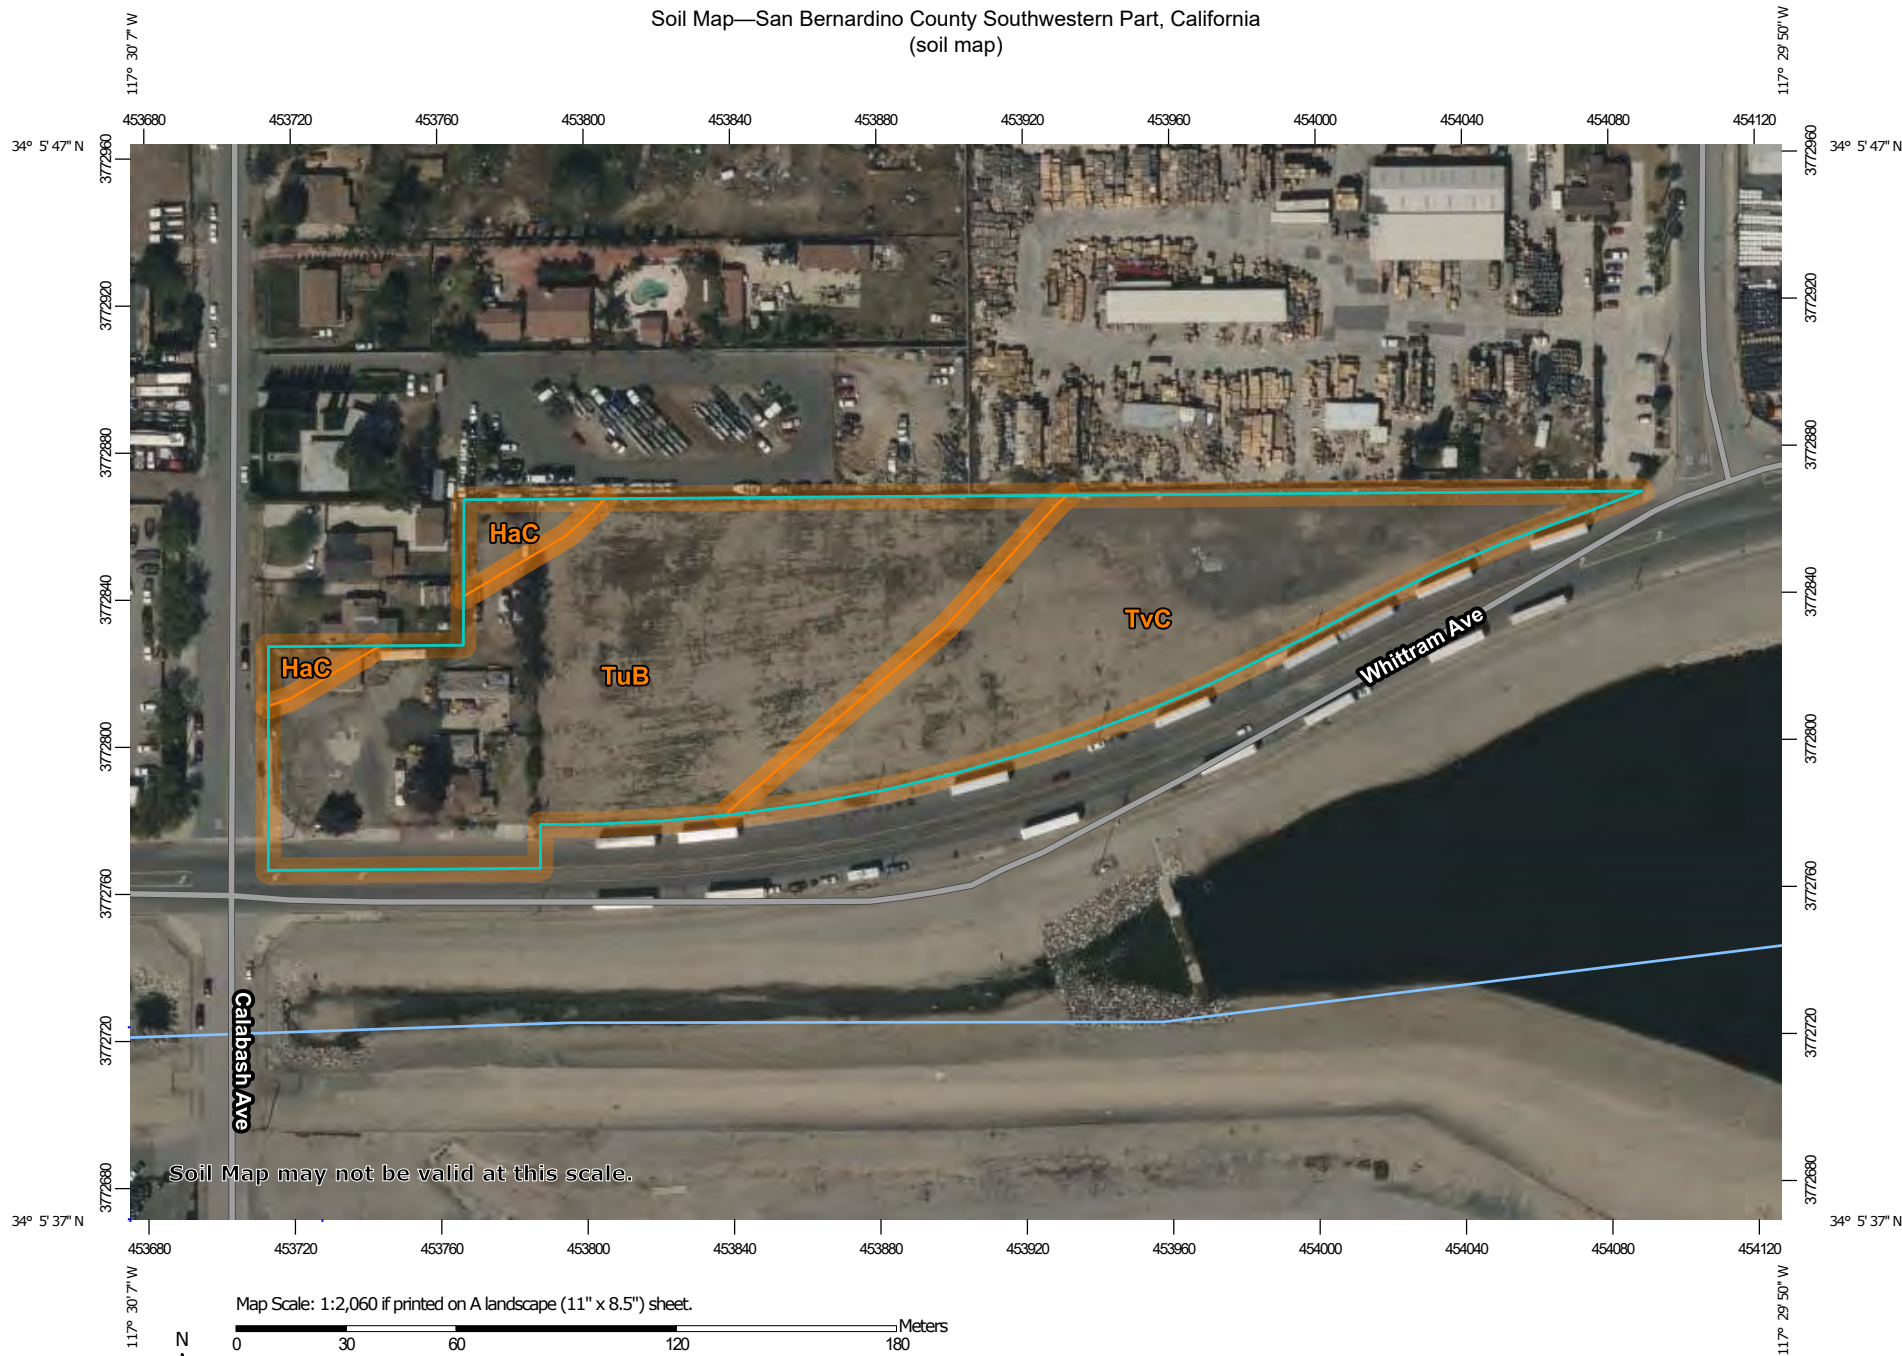 Soil Map—San Bernardino County Southwestern Part, California
(soil map)
117° 30' 7'' W
117° 29' 50'' W
453680 453720 453760 453800 453840 453880 453920 453960 454000 454040 454080 454120
34° 5' 47'' N
34° 5' 47'' N
3772960
3772960
3772920
3772920
3772880
3772880
HaC
3772840
3772840
TvC
Whittram Ave
HaC
TuB
3772800
3772800
3772760
3772760
Calabash Ave
3772720
3772720
Soil Map may not be valid at this scale.
3772680
3772680
34° 5' 37'' N
34° 5' 37'' N
453680 453720 453760 453800 453840 453880 453920 453960 454000 454040 454080 454120
117° 30' 7'' W
117° 29' 50'' W
Map Scale: 1:2,060 if printed on A landscape (11" x 8.5") sheet.
Meters
N
0 30 60 120 180